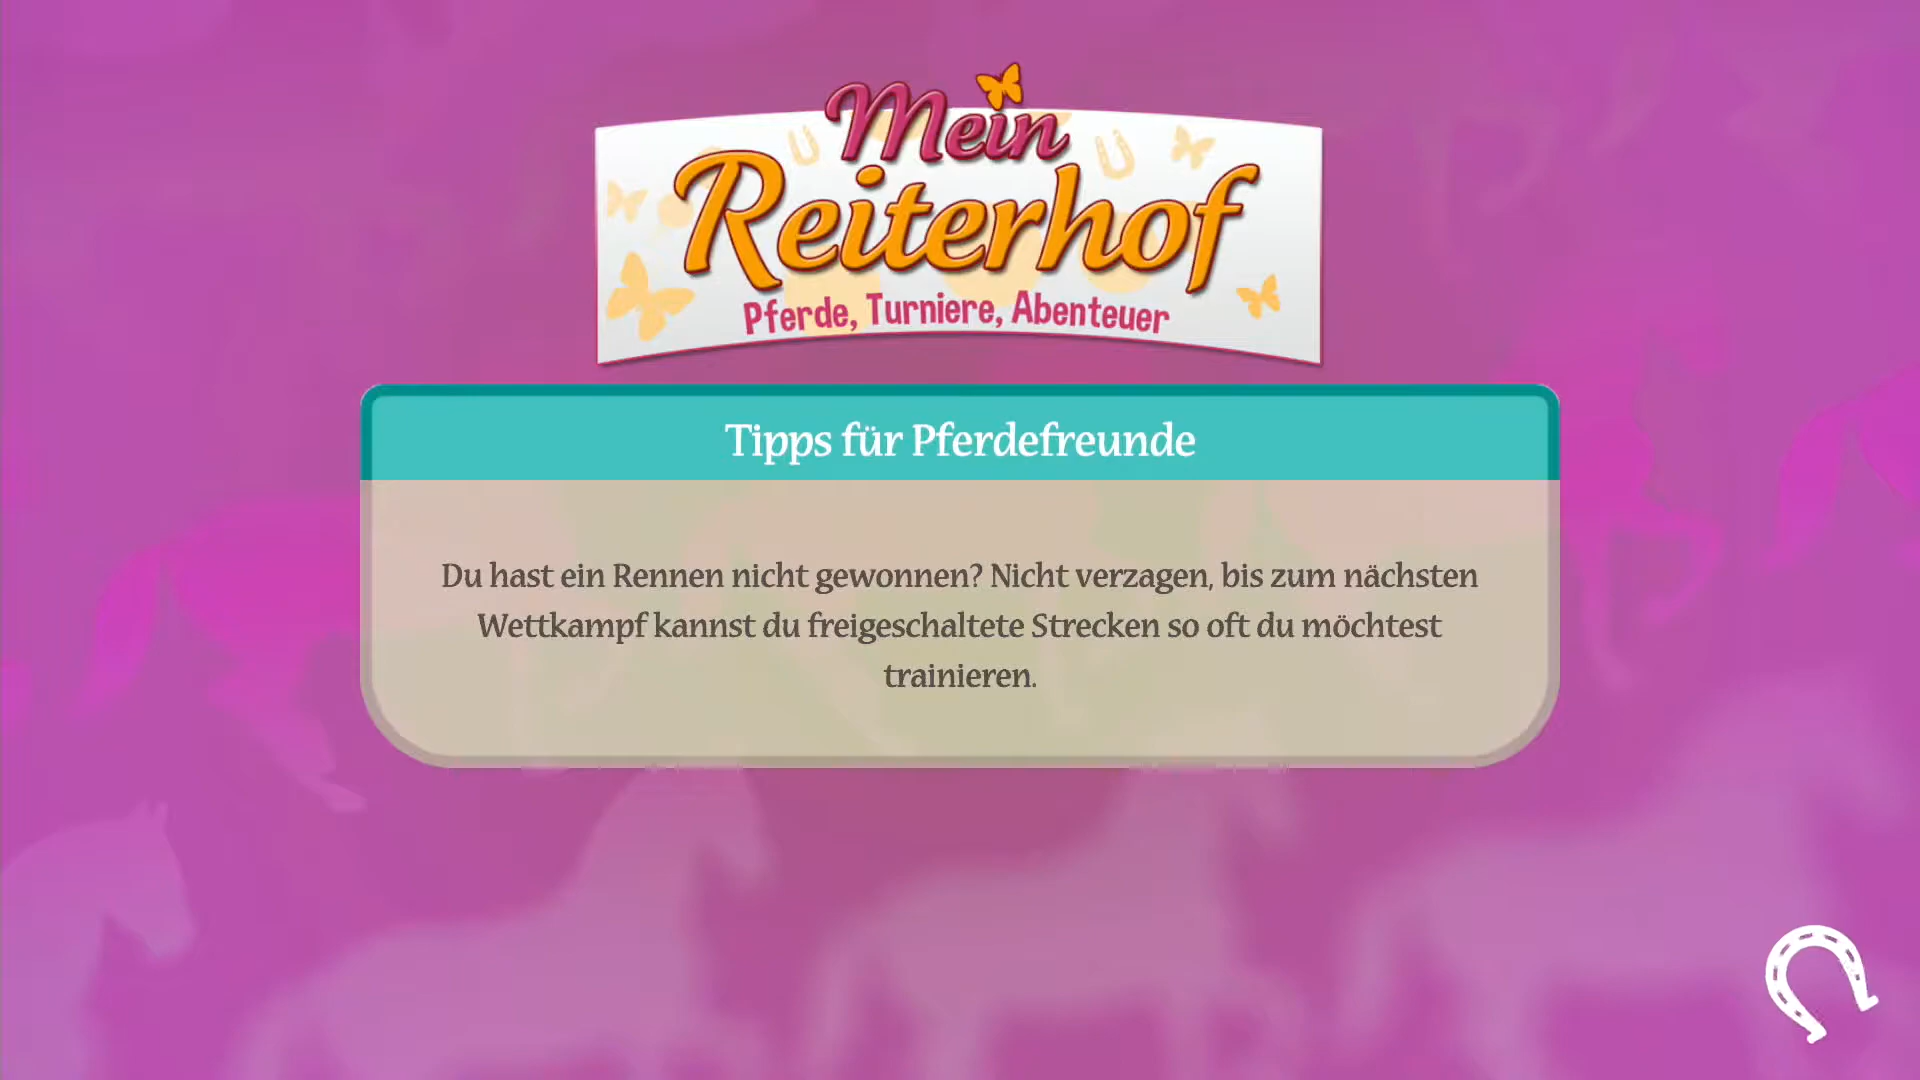 Mein
Reiterhof
Pferde, Turniere, Abenteuer
Tipps für Pferdefreunde
Du hast ein Rennen nicht gewonnen? Nicht verzagen, bis zum nächsten
Wettkampf kannst du freigeschaltete Strecken so oft du möchtest
trainieren.